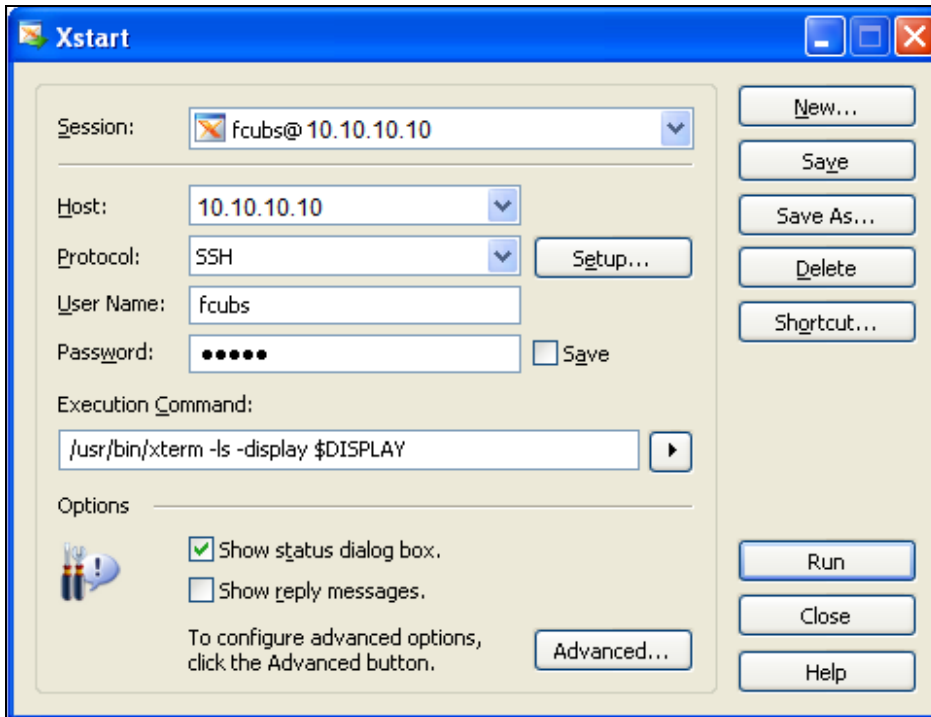 Xstart
Session:
fcubs@10.10.10.10
New...
Save
Host:
10.10.10.10
Save As...
Protocol:
SSH
Setup...
Delete
User Name:
fcubs
Shortcut...
Password:
•••••
Save
Execution Command:
/usr/bin/xterm -ls -display $DISPLAY
Options
Show status dialog box.
Run
Show reply messages.
Close
To configure advanced options,
click the Advanced button.
Advanced...
Help